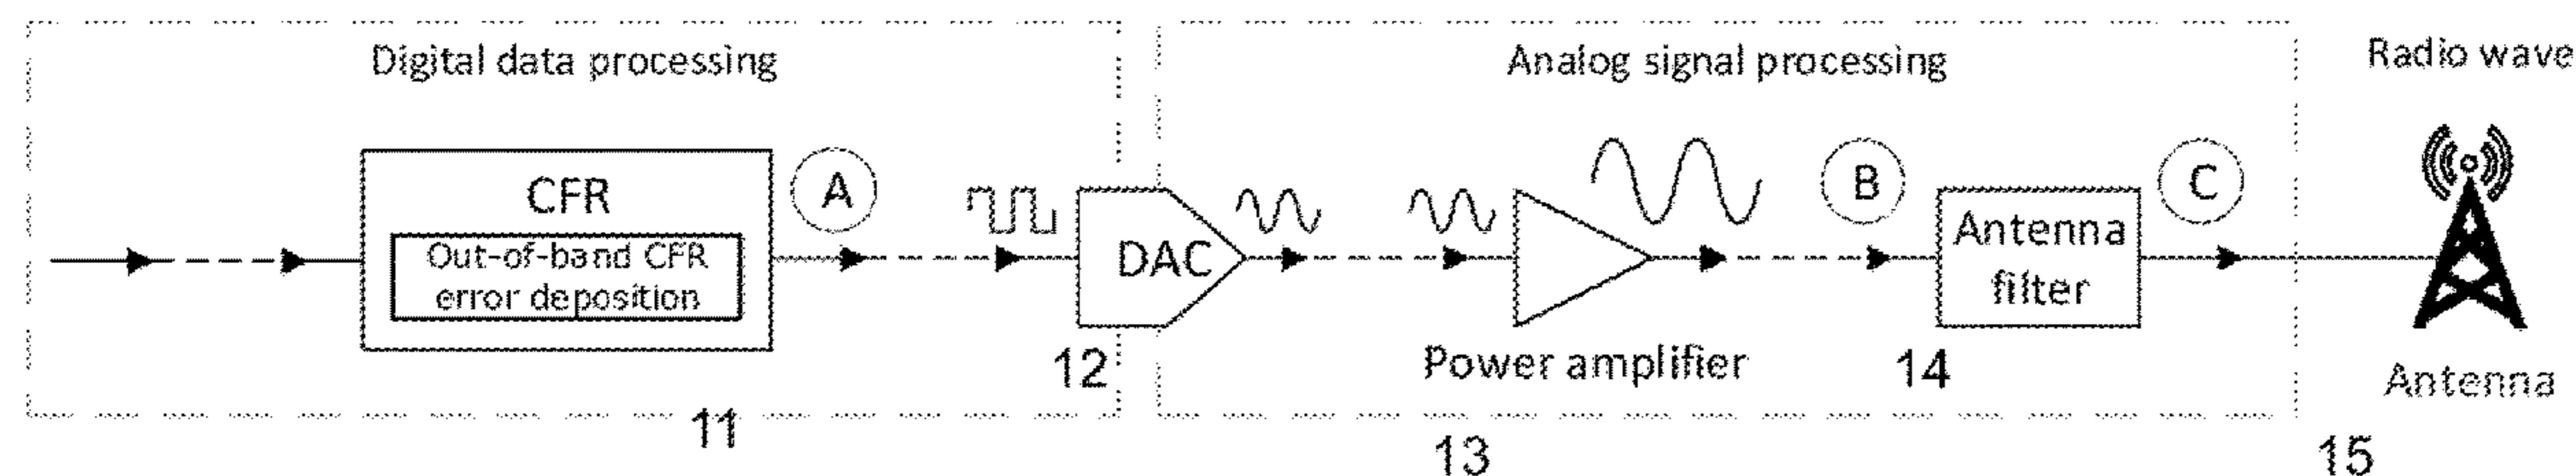 Digital data processing
Analog signal processing
Radio wave
CFR
Out-of-band CFR
error deposition
A
DAC
B
Antenna
filter
C
12
Power amplifier
14
Antenna
11
13
15